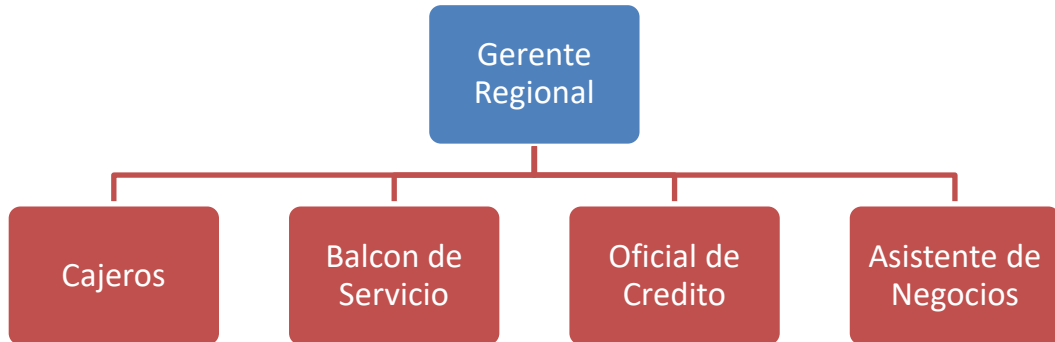 Gerente
Regional
Cajeros
Balcon de
Servicio
Oficial de
Credito
Asistente de
Negocios